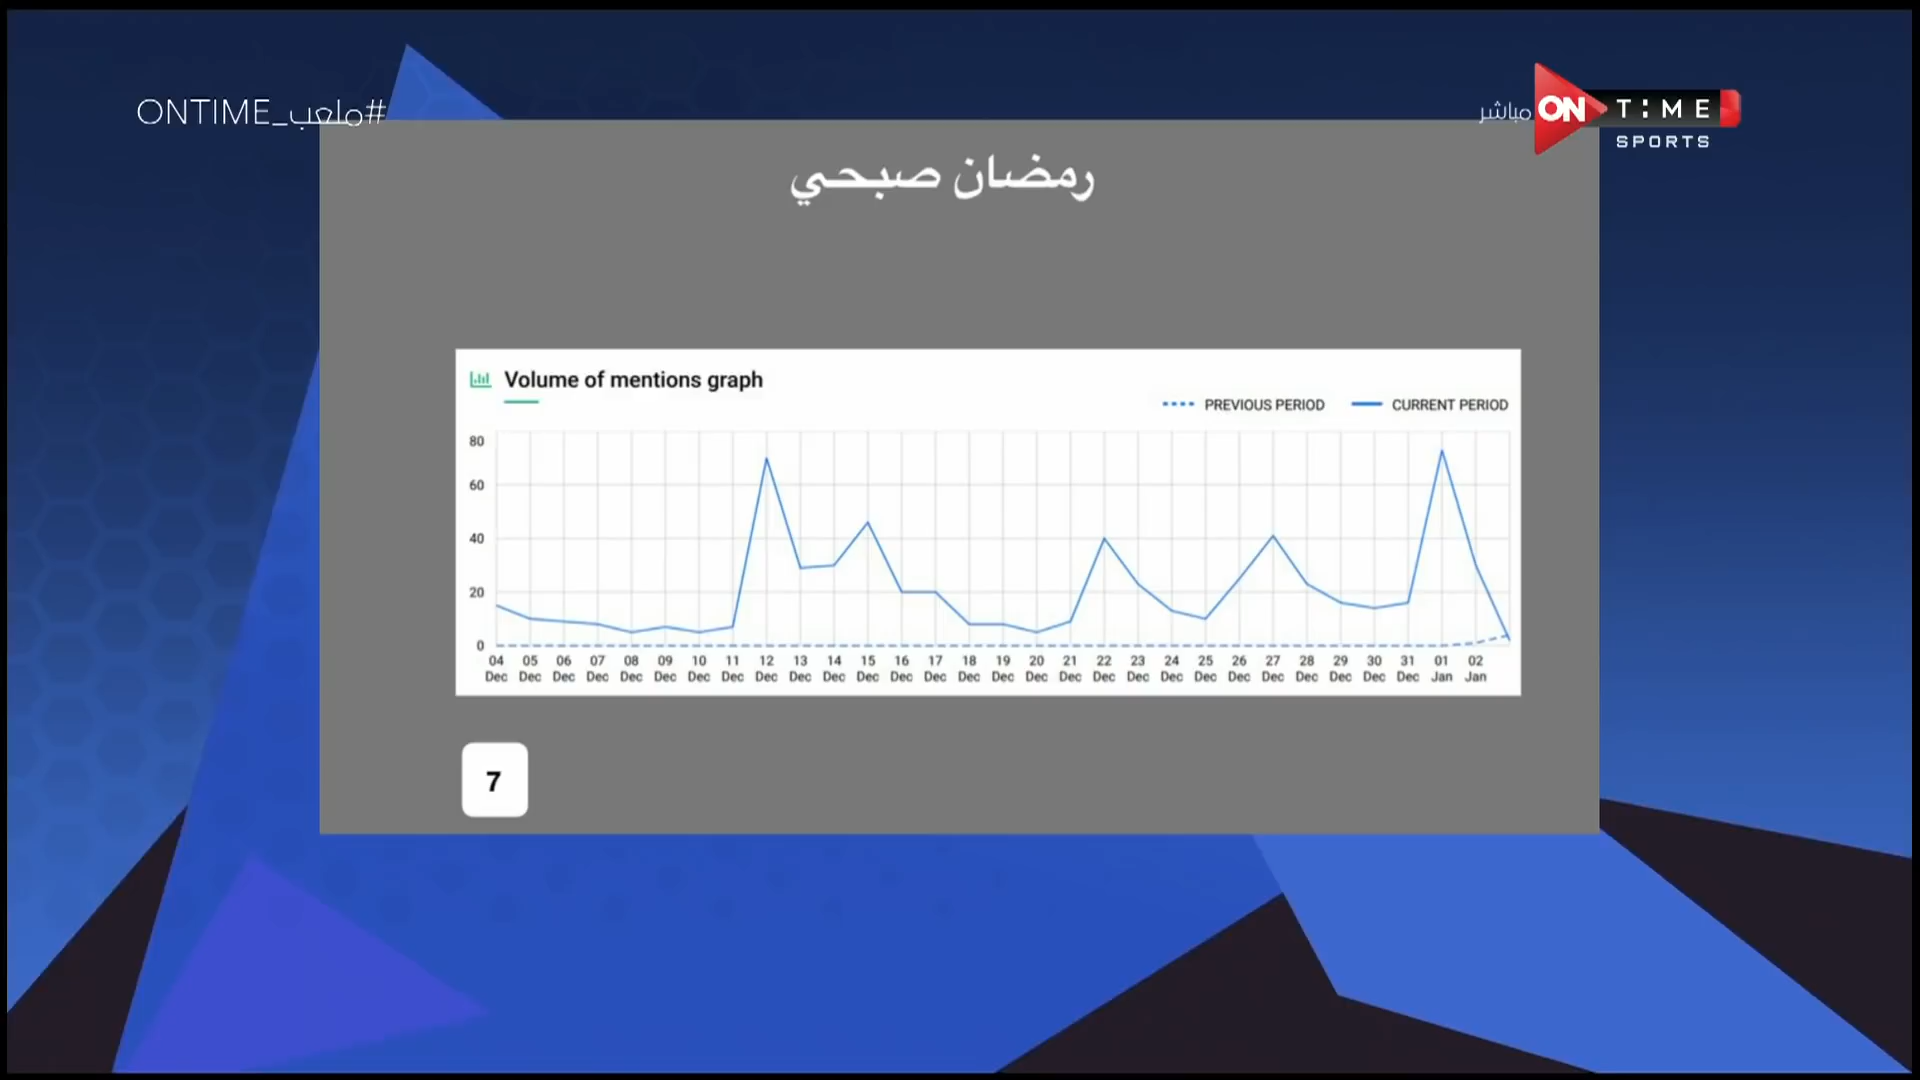 #ملعب_ONTIME
مباشر
ON TIME
SPORTS
رمضان صبحي
Volume of mentions graph
PREVIOUS PERIOD CURRENT PERIOD
80
60
40
20
0
04 05 06 07 08 09 10 11 12 13 14 15 16 17 18 19 20 21 22 23 24 25 26 27 28 29 30 31 01 02
Dec Dec Dec Dec Dec Dec Dec Dec Dec Dec Dec Dec Dec Dec Dec Dec Dec Dec Dec Dec Dec Dec Dec Dec Dec Dec Dec Dec Jan Jan
7